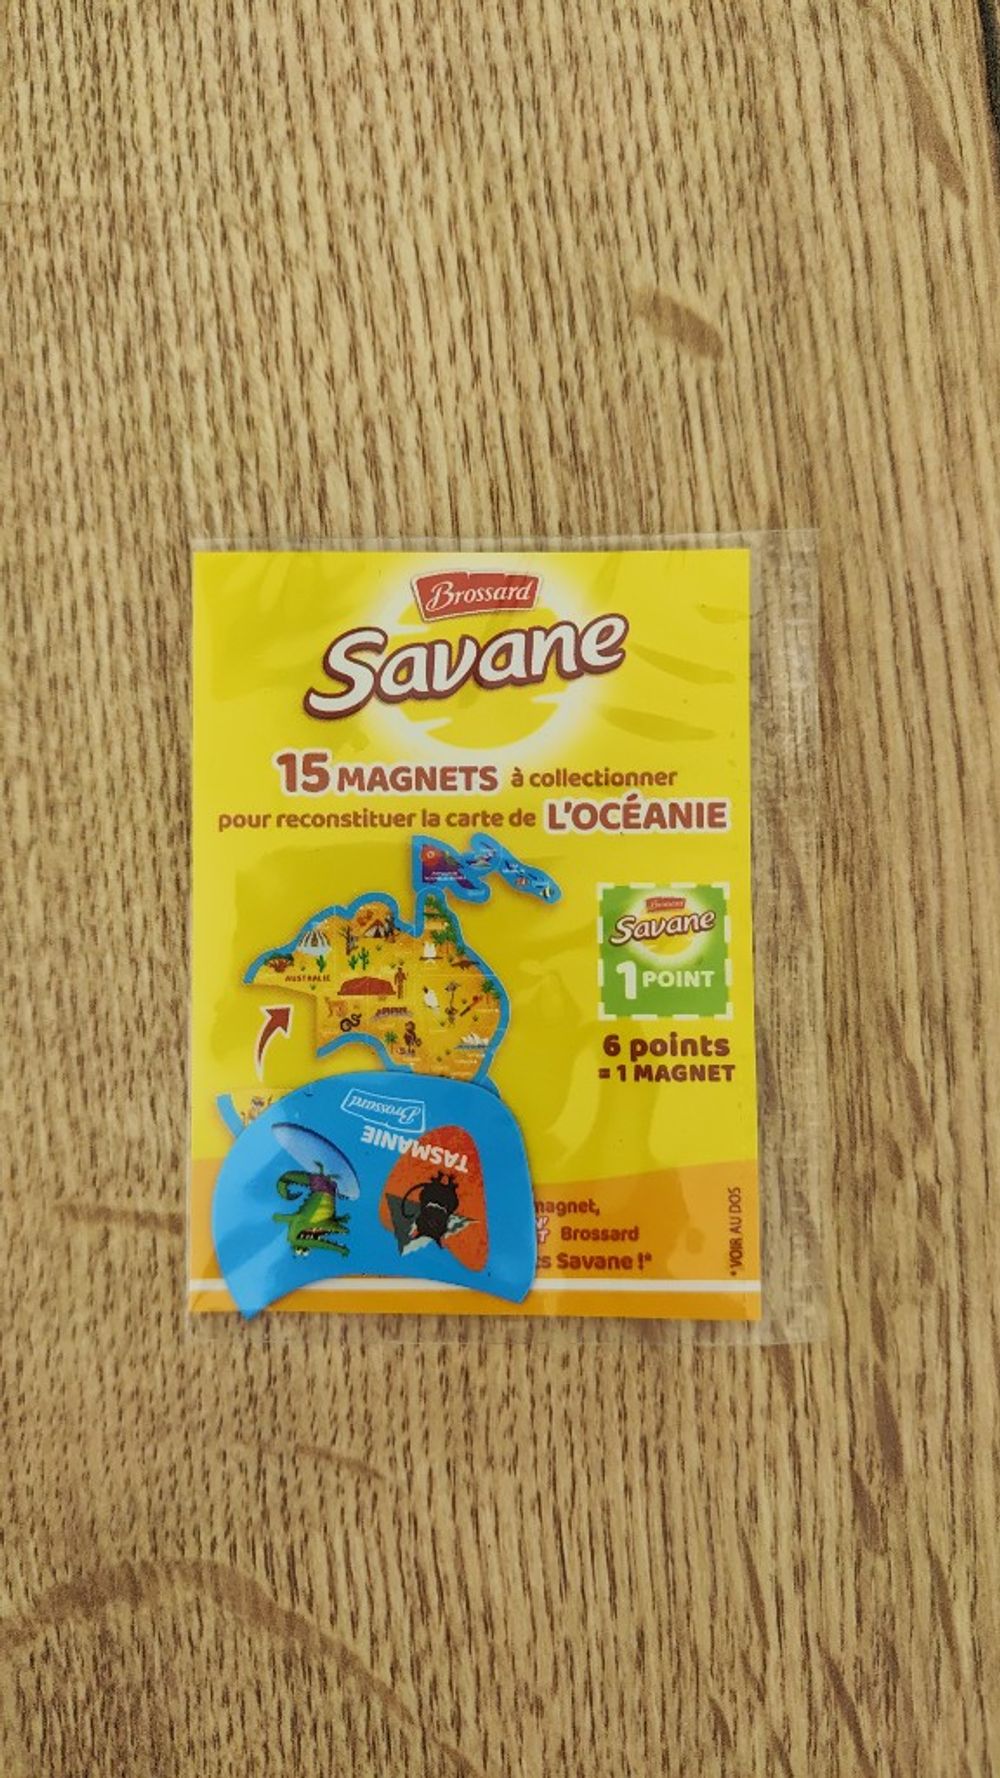 Brossard
Savane
15 MAGNETS à collectionner
pour reconstituer la carte de L'OCÉANIE
AUSTRALIE
Brossard
Savane
1 POINT
6 points
= 1 MAGNET
Brossard
TASMANIE
magnet,
Brossard
Savane !*
* VOIR AU DOS